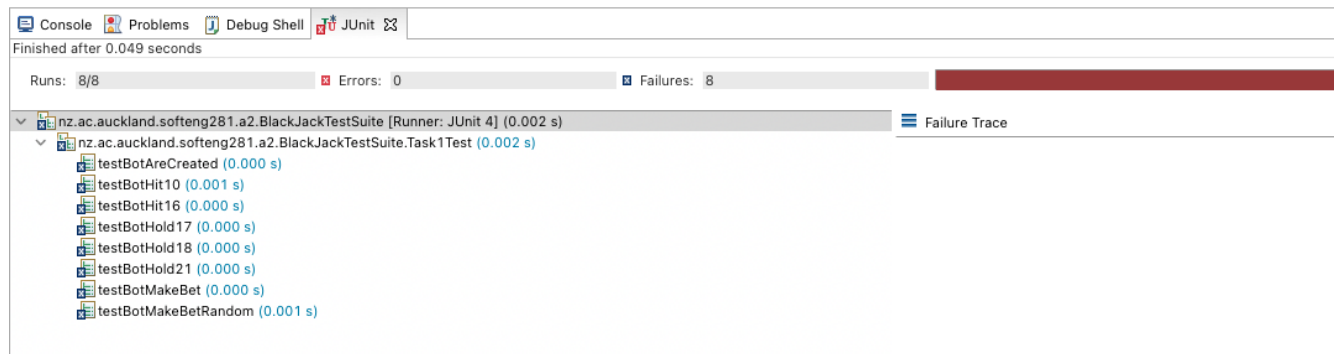 Console Problems Debug Shell JUnit
Finished after 0.049 seconds
Runs: 8/8 Errors: 0 Failures: 8
nz.ac.auckland.softeng281.a2.BlackJackTestSuite [Runner: JUnit 4] (0.002 s)
Failure Trace
nz.ac.auckland.softeng281.a2.BlackJackTestSuite.Task1Test (0.002 s)
testBotAreCreated (0.000 s)
testBotHit10 (0.001 s)
testBotHit16 (0.000 s)
testBotHold17 (0.000 s)
testBotHold18 (0.000 s)
testBotHold21 (0.000 s)
testBotMakeBet (0.000 s)
testBotMakeBetRandom (0.001 s)